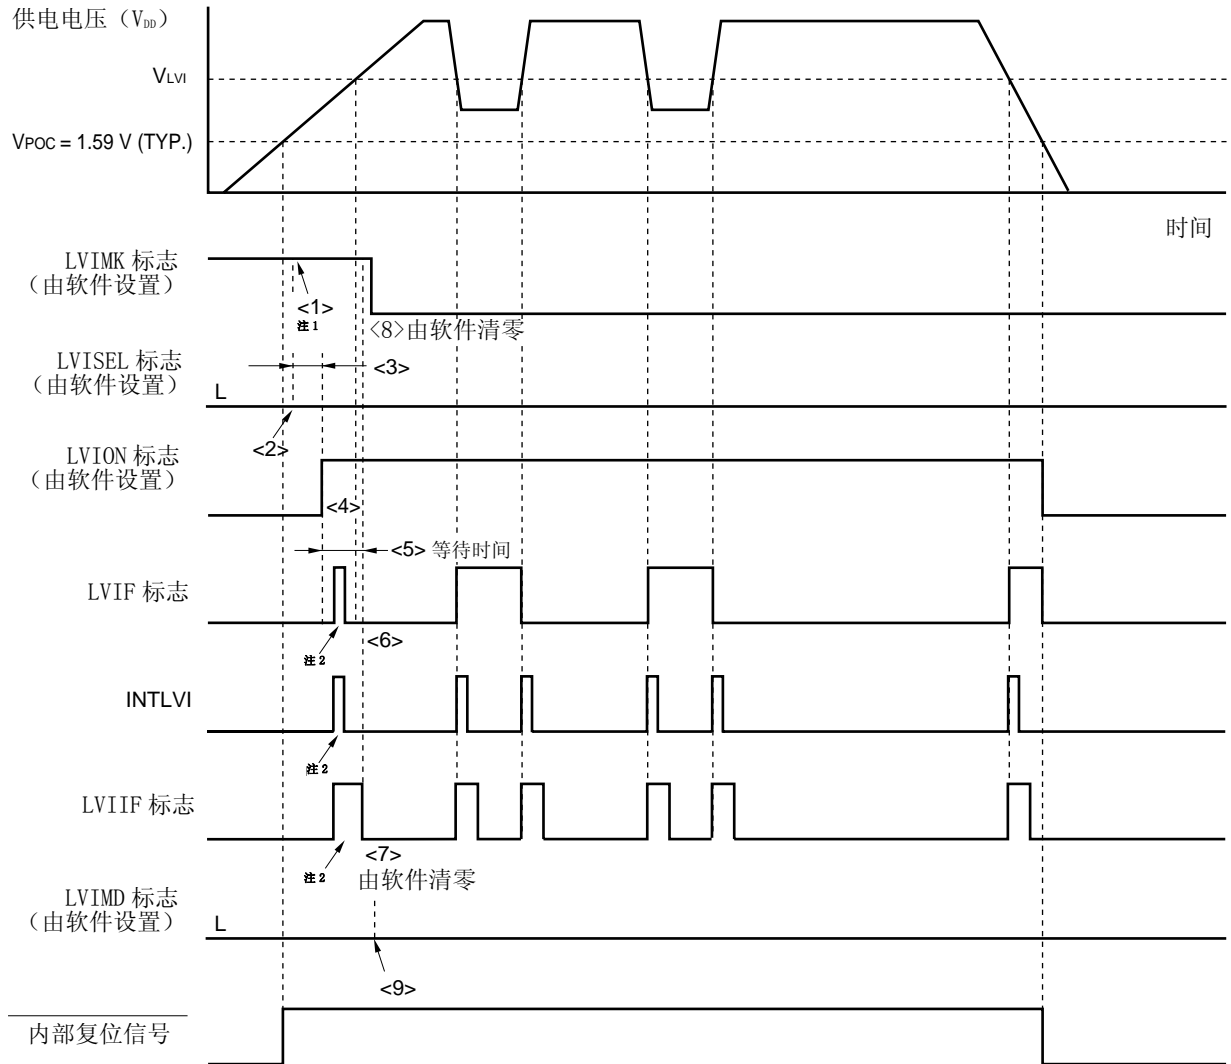 供电电压（VDD）
VLVI
VPOC = 1.59 V (TYP.)
时间
LVIMK 标志
（由软件设置）
<1>
注 1
<8>由软件清零
LVISEL 标志
（由软件设置）
L
<3>
<2>
LVION 标志
（由软件设置）
<4>
<5> 等待时间
LVIF 标志
注 2
<6>
INTLVI
注 2
LVIIF 标志
注 2
<7>
由软件清零
LVIMD 标志
（由软件设置）
L
<9>
内部复位信号